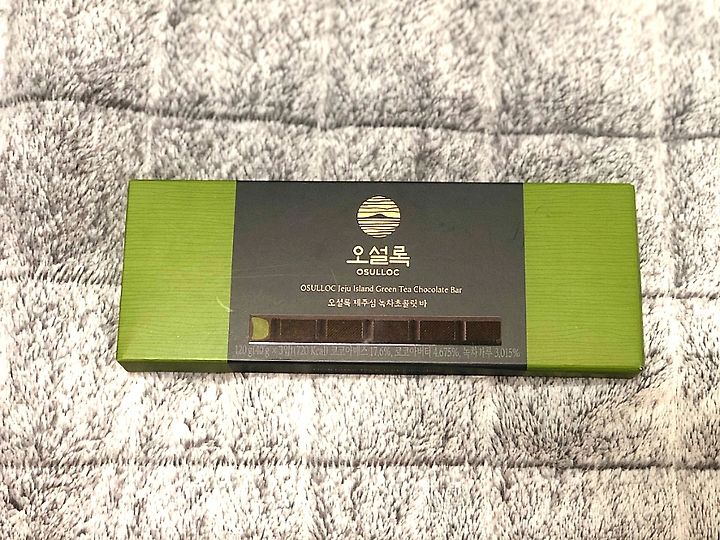 오설록
OSULLOC
OSULLOC Jeju Island Green Tea Chocolate Bar
오설록 제주섬 녹차초콜릿 바
120 g(40 g × 3입)(720 Kcal) 코코아매스 17.6%, 코코아버터 4.675%, 녹차가루 3.015%